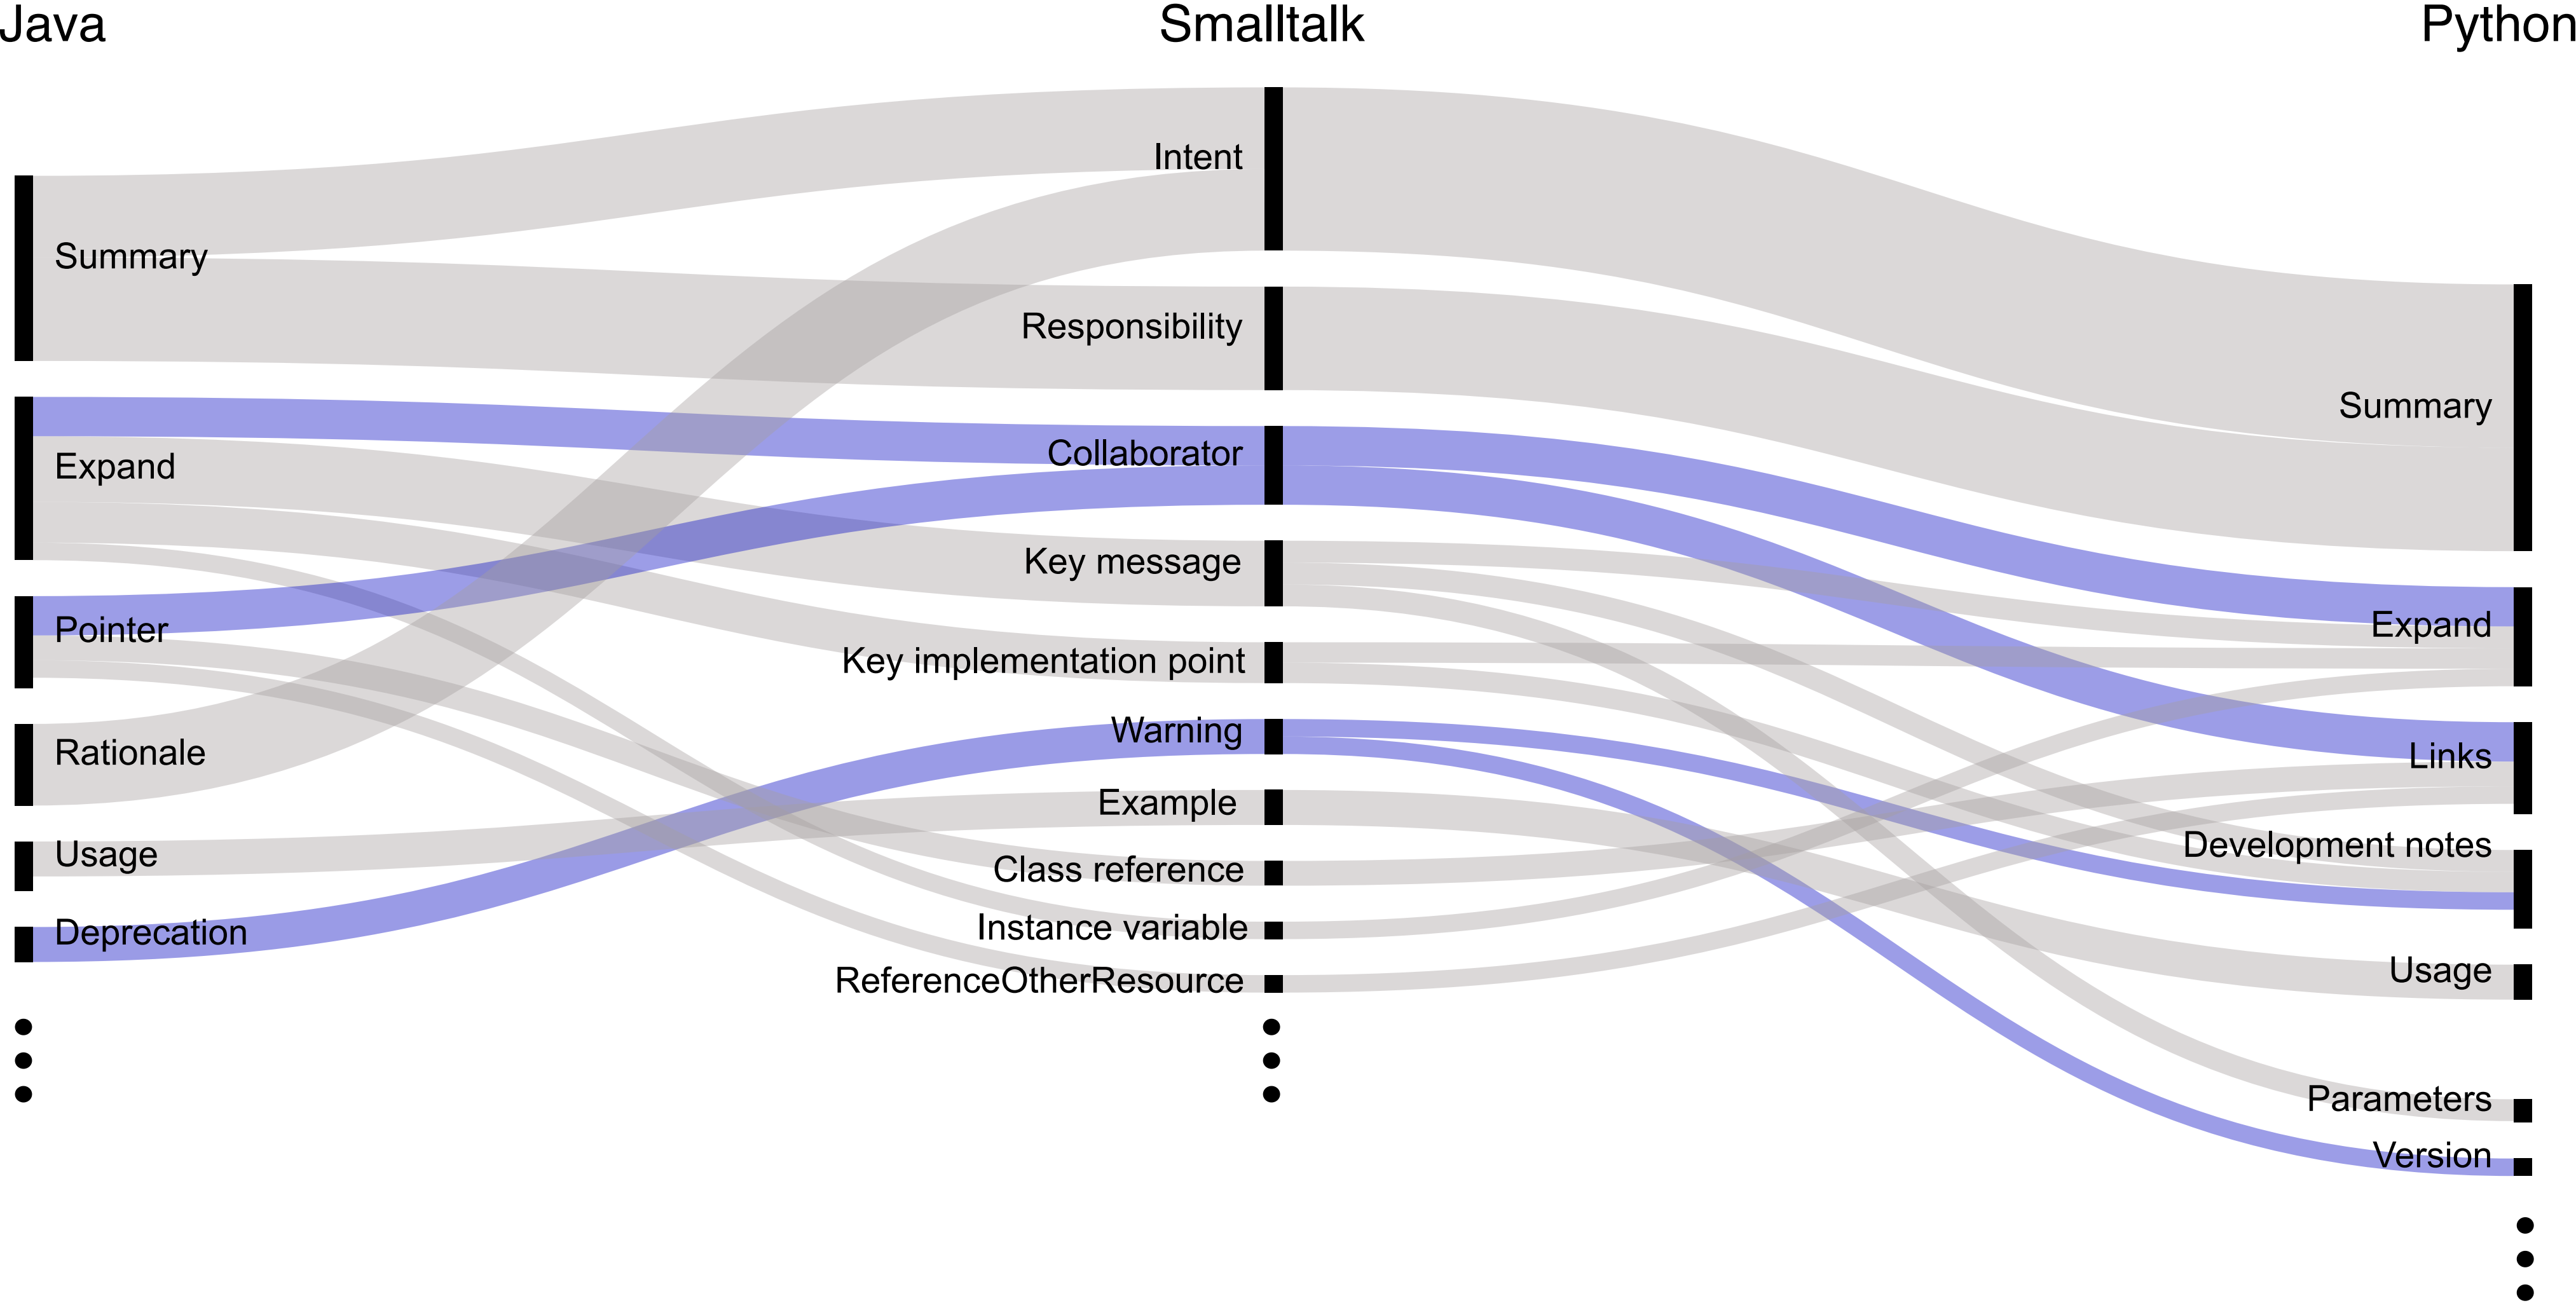 Java
Smalltalk
Python
Summary
Expand
Pointer
Rationale
Usage
Deprecation
Intent
Responsibility
Collaborator
Key message
Key implementation point
Warning
Example
Class reference
Instance variable
ReferenceOtherResource
Summary
Expand
Links
Development notes
Usage
Parameters
Version